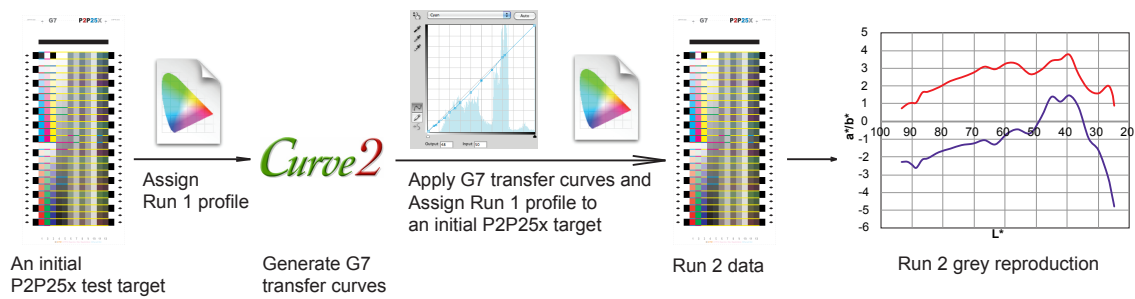 G7 P2P25X
Cyan
Auto
Output: 48 Input: 50
G7 P2P25X
Curve2
Assign
Run 1 profile
Apply G7 transfer curves and
Assign Run 1 profile to
an initial P2P25x target
An initial
P2P25x test target
Generate G7
transfer curves
Run 2 data
5
4
3
2
1
0
-1
-2
-3
-4
-5
-6
a*/b*
100 90 80 70 60 50 40 30 20
L*
Run 2 grey reproduction